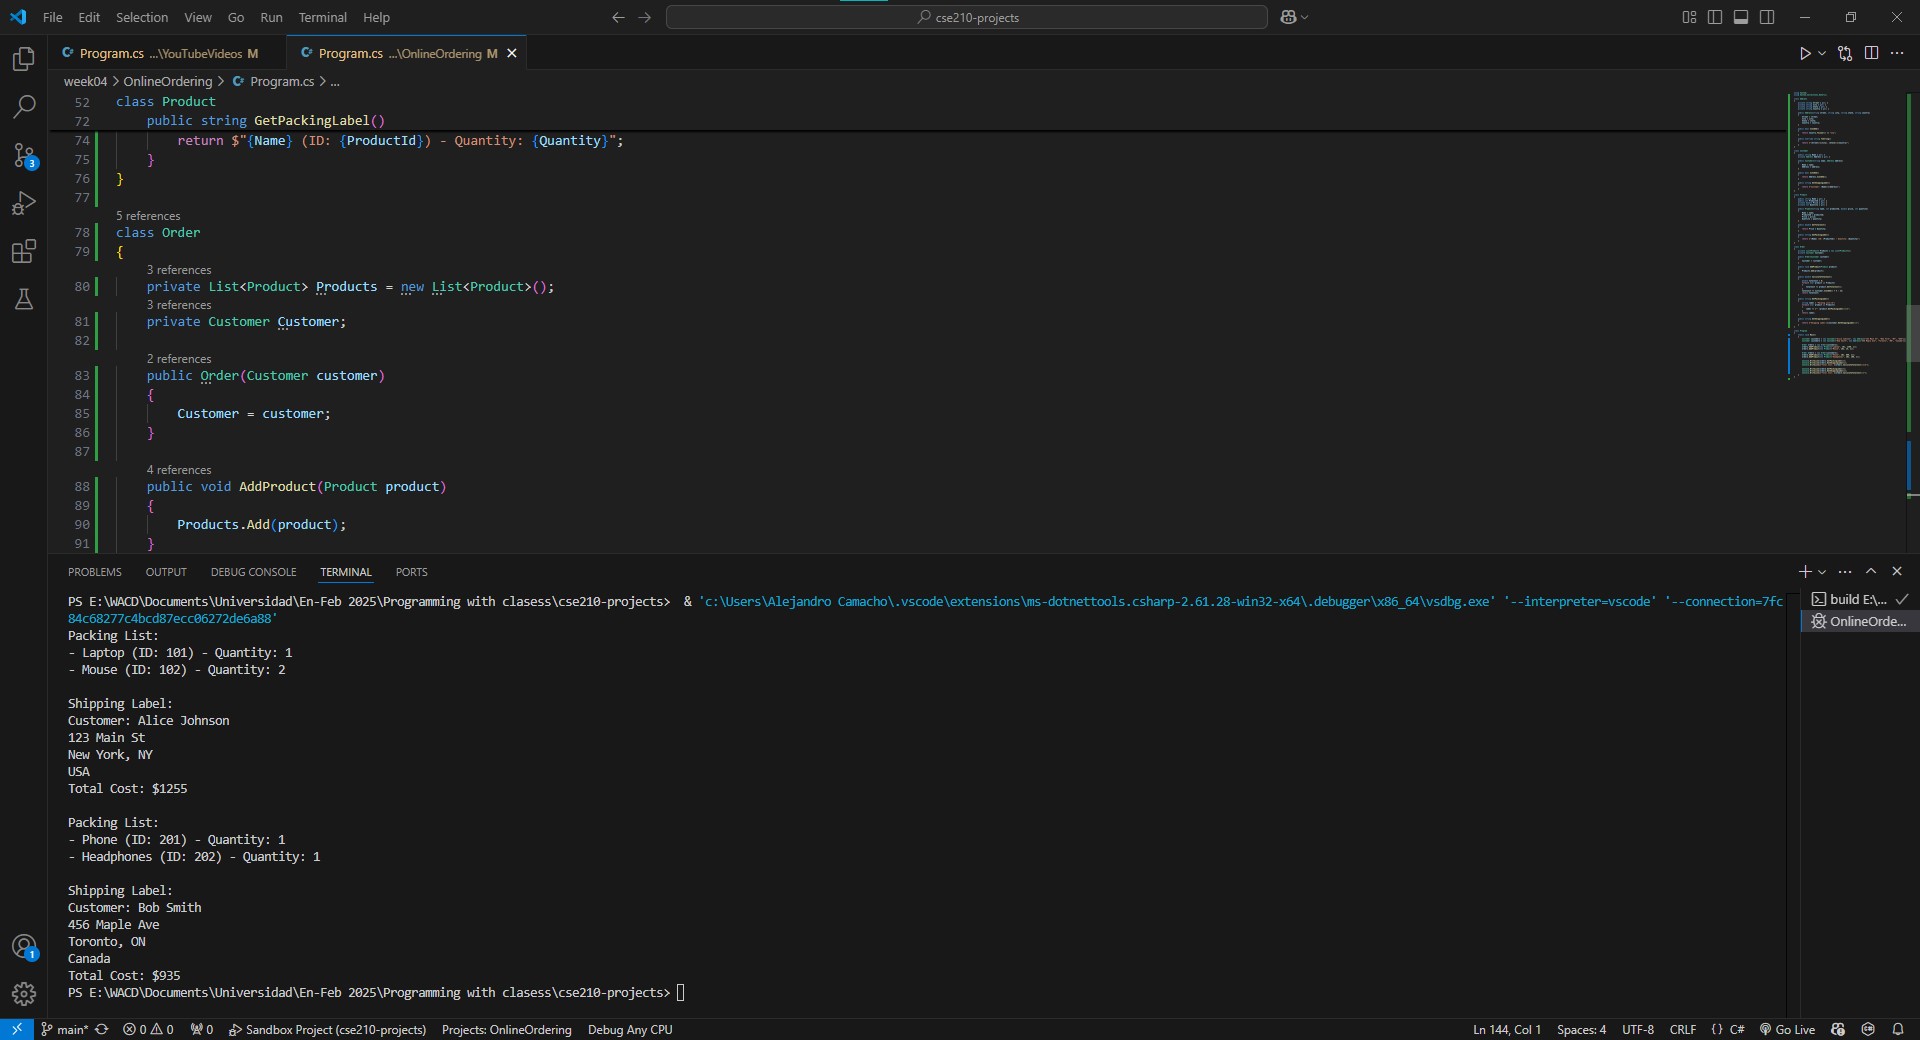 File Edit Selection View Go Run Terminal Help
cse210-projects
Program.cs ...\YouTubeVideos M
Program.cs ...\OnlineOrdering M
week04 > OnlineOrdering > Program.cs > ...
52 class Product
72 public string GetPackingLabel()
74 return $"{Name} (ID: {ProductId}) - Quantity: {Quantity}";
75 }
76 }
77
5 references
78 class Order
79 {
3 references
80 private List<Product> Products = new List<Product>();
3 references
81 private Customer Customer;
82
2 references
83 public Order(Customer customer)
84 {
85 Customer = customer;
86 }
87
4 references
88 public void AddProduct(Product product)
89 {
90 Products.Add(product);
91 }
3
PROBLEMS OUTPUT DEBUG CONSOLE TERMINAL PORTS
PS E:\WACD\Documents\Universidad\En-Feb 2025\Programming with clasess\cse210-projects>  & 'c:\Users\Alejandro Camacho\.vscode\extensions\ms-dotnettools.csharp-2.61.28-win32-x64\.debugger\x86_64\vsdbg.exe' '--interpreter=vscode' '--connection=7fc
84c68277c4bcd87ecc06272de6a88'
Packing List:
- Laptop (ID: 101) - Quantity: 1
- Mouse (ID: 102) - Quantity: 2
Shipping Label:
Customer: Alice Johnson
123 Main St
New York, NY
USA
Total Cost: $1255
Packing List:
- Phone (ID: 201) - Quantity: 1
- Headphones (ID: 202) - Quantity: 1
Shipping Label:
Customer: Bob Smith
456 Maple Ave
Toronto, ON
Canada
Total Cost: $935
PS E:\WACD\Documents\Universidad\En-Feb 2025\Programming with clasess\cse210-projects>
build E:\...
OnlineOrde...
1
main* 0 0 0 Sandbox Project (cse210-projects) Projects: OnlineOrdering Debug Any CPU Ln 144, Col 1 Spaces: 4 UTF-8 CRLF {} C# Go Live